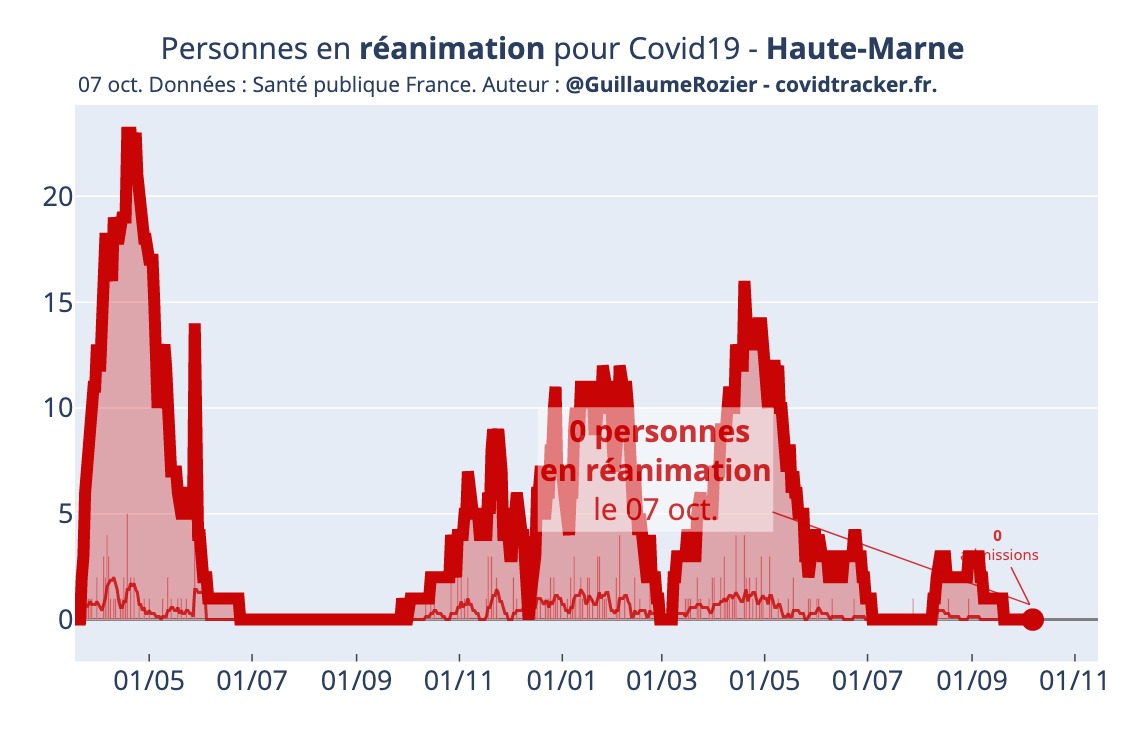 Personnes en réanimation pour Covid19 - Haute-Marne
07 oct. Données : Santé publique France. Auteur : @GuillaumeRozier - covidtracker.fr.
20
15
10
5
0
0 personnes
en réanimation
le 07 oct.
0
admissions
01/05 01/07 01/09 01/11 01/01 01/03 01/05 01/07 01/09 01/11